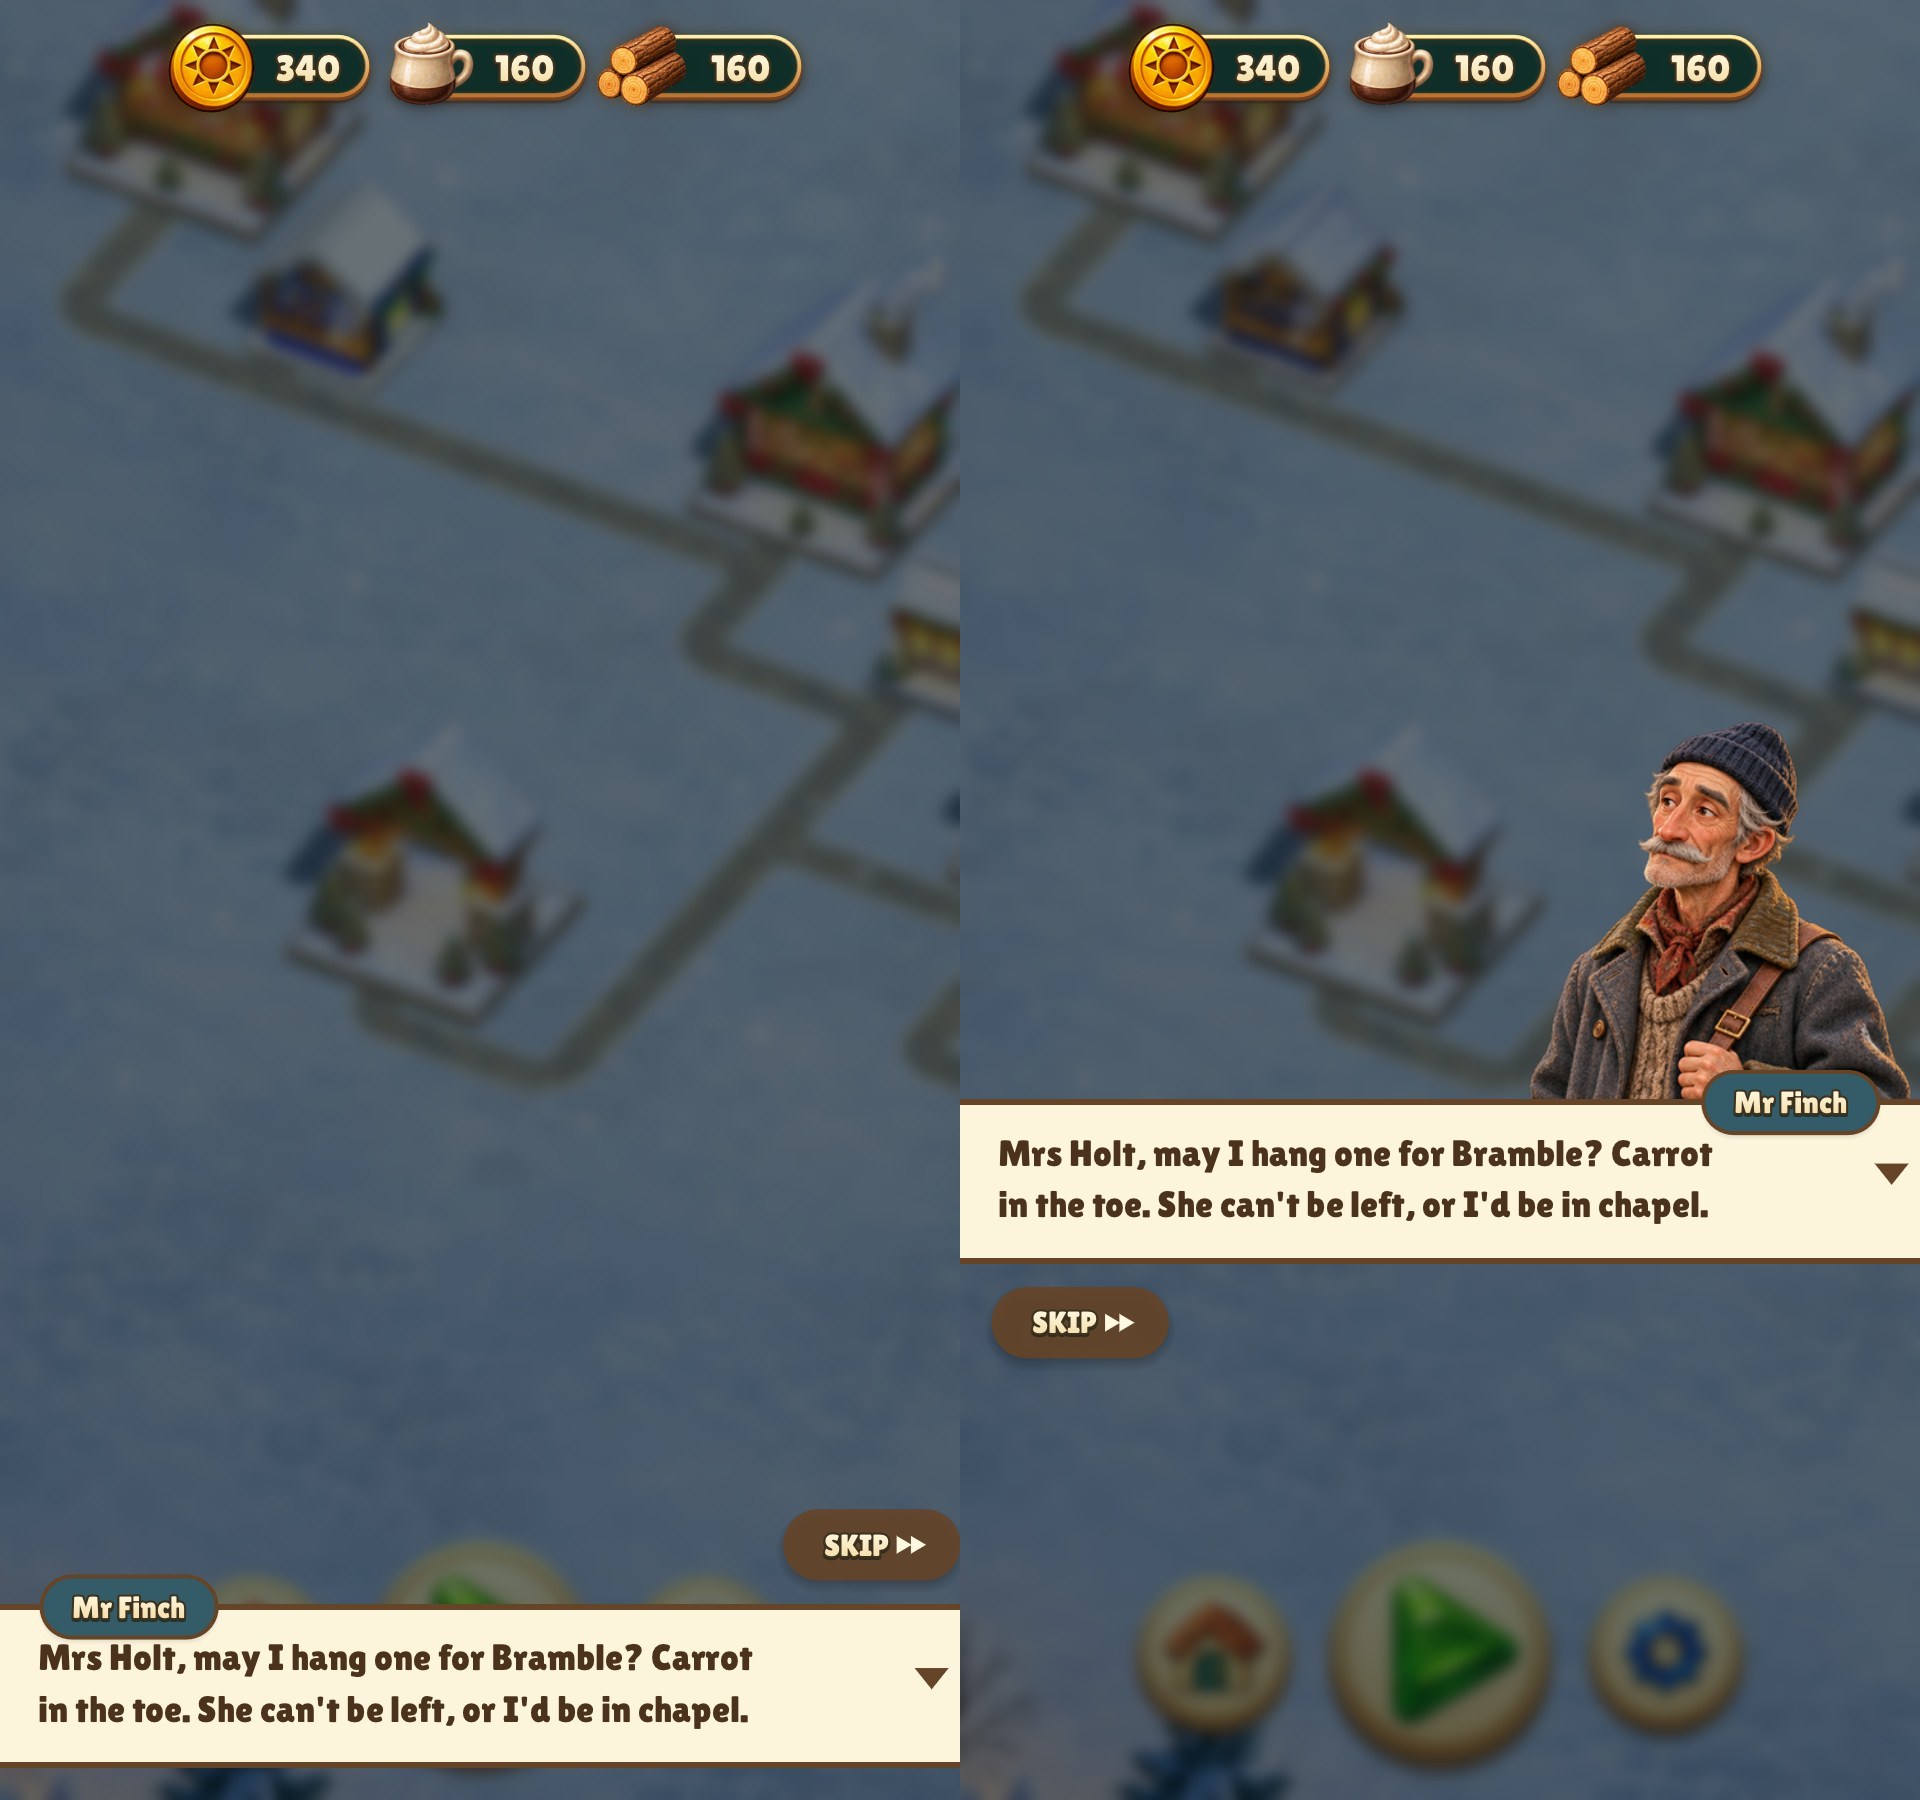 340 160 160
SKIP
Mr Finch
Mrs Holt, may I hang one for Bramble? Carrot
in the toe. She can't be left, or I'd be in chapel.
340 160 160
Mr Finch
Mrs Holt, may I hang one for Bramble? Carrot
in the toe. She can't be left, or I'd be in chapel.
SKIP